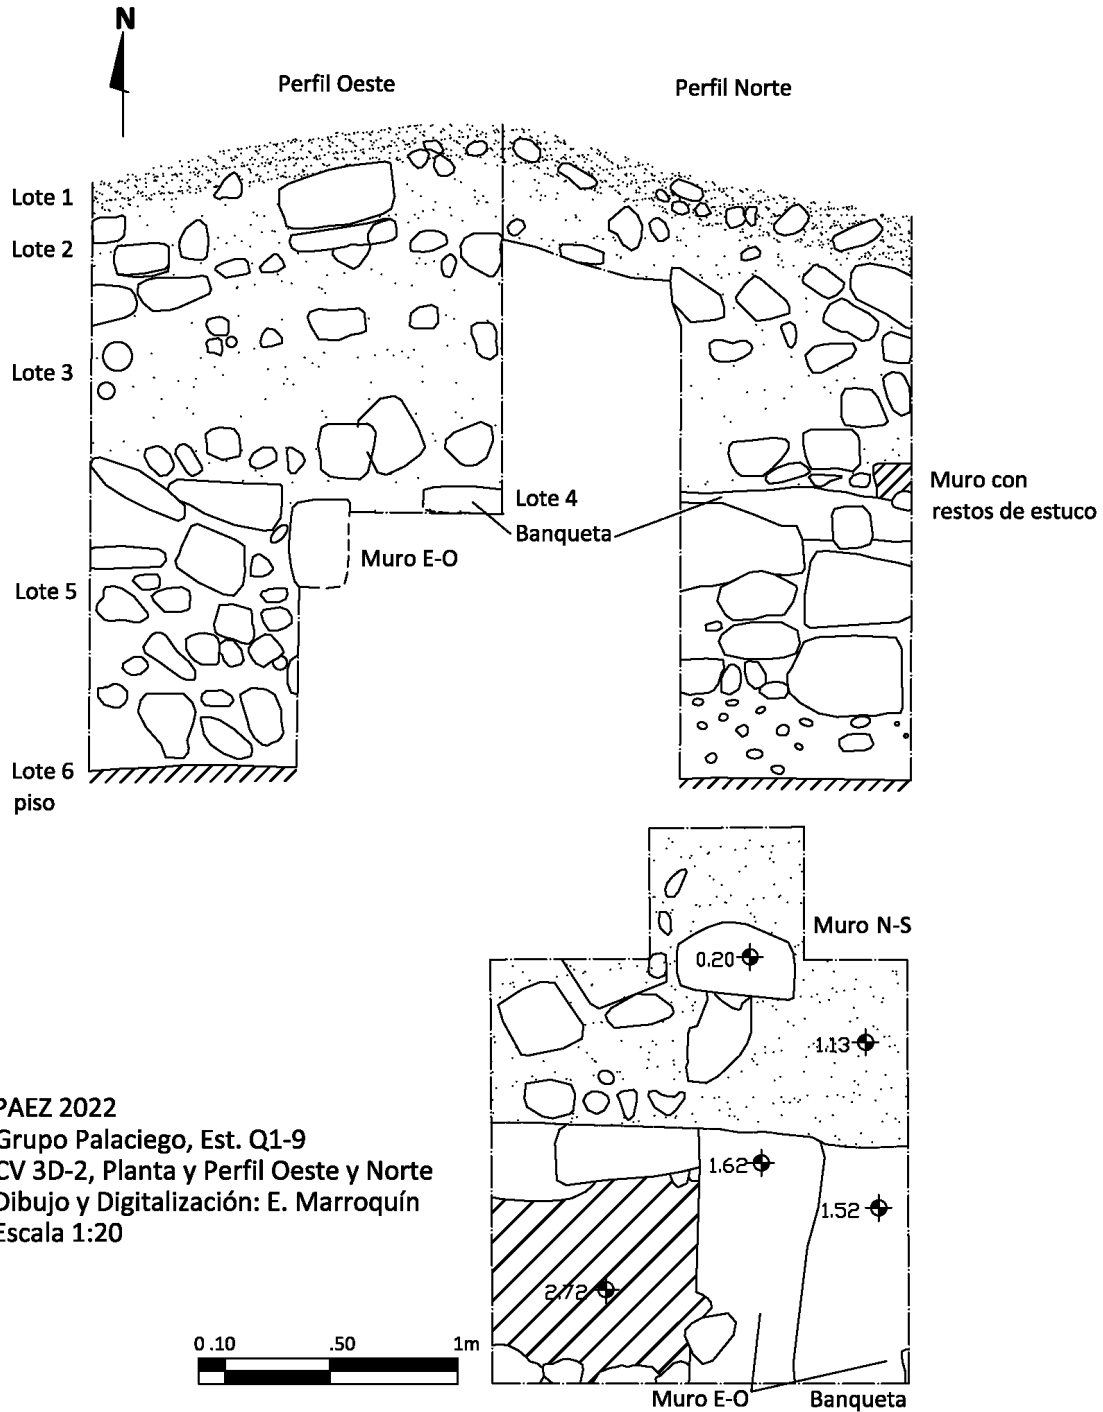 N
Perfil Oeste
Perfil Norte
Lote 1
Lote 2
Lote 3
Lote 4
Banqueta
Muro con
restos de estuco
Muro E-O
Lote 5
Lote 6
piso
Muro N-S
0.20
1.13
1.62
1.52
2.72
PAEZ 2022
Grupo Palaciego, Est. Q1-9
CV 3D-2, Planta y Perfil Oeste y Norte
Dibujo y Digitalización: E. Marroquín
Escala 1:20
0 .10 .50 1m
Muro E-O
Banqueta